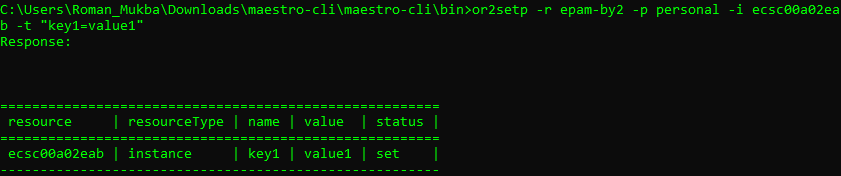 C:\Users\Roman_Mukba\Downloads\maestro-cli\maestro-cli\bin>or2setp -r epam-by2 -p personal -i ecsc00a02ea
b -t "key1=value1"
Response:
=======================================================
resource     | resourceType | name | value  | status |
=======================================================
ecsc00a02eab | instance     | key1 | value1 | set    |
-------------------------------------------------------